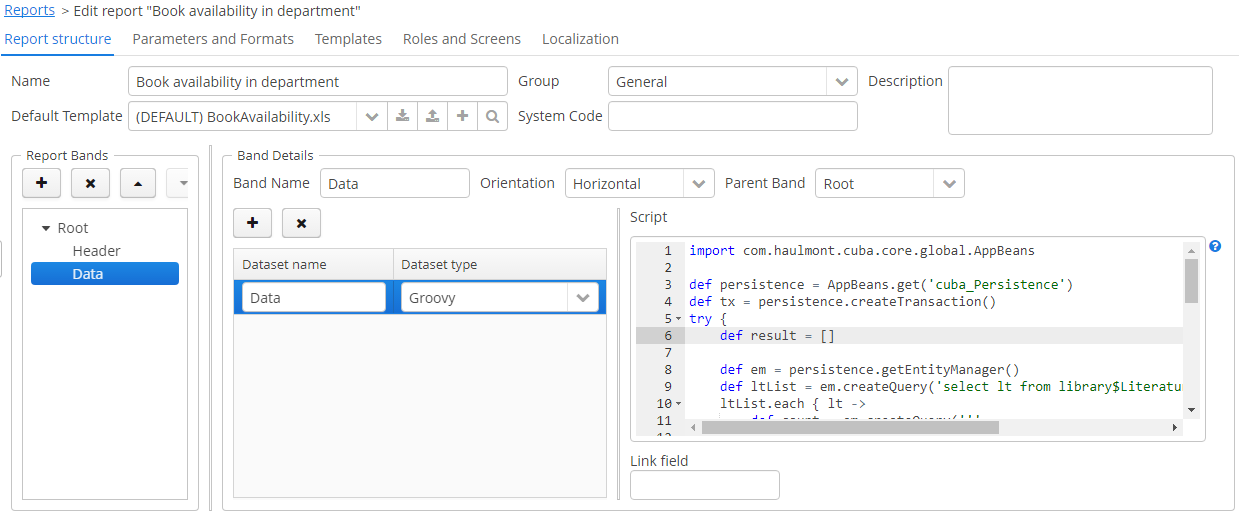 Reports > Edit report "Book availability in department"
Report structure Parameters and Formats Templates Roles and Screens Localization
Name Book availability in department Group General Description
Default Template (DEFAULT) BookAvailability.xls System Code
Report Bands
Band Details
Band Name Data Orientation Horizontal Parent Band Root
Root
Header
Data
Dataset name Dataset type
Data Groovy
Script
1 import com.haulmont.cuba.core.global.AppBeans
2
3 def persistence = AppBeans.get('cuba_Persistence')
4 def tx = persistence.createTransaction()
5 try {
6 def result = []
7
8 def em = persistence.getEntityManager()
9 def ltList = em.createQuery('select lt from library$Literatu
10 ltList.each { lt ->
11 def count = em.createQuery('''
12
Link field